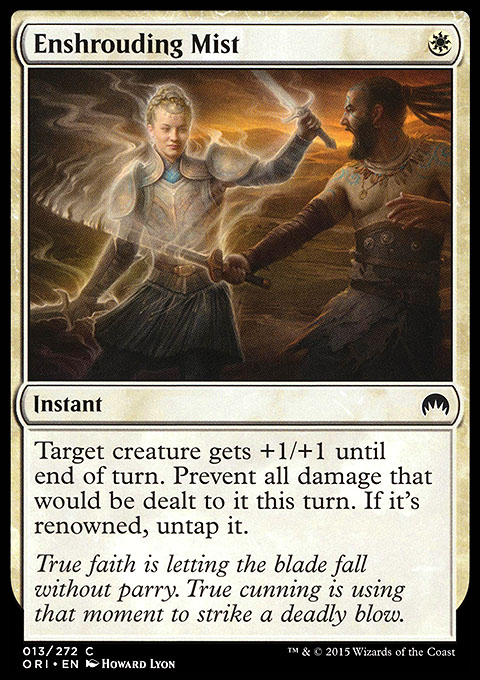 Enshrouding Mist
Instant
Target creature gets +1/+1 until
end of turn. Prevent all damage that
would be dealt to it this turn. If it's
renowned, untap it.
True faith is letting the blade fall
without parry. True cunning is using
that moment to strike a deadly blow.
013/272 C
ORI • EN Howard Lyon
™ & © 2015 Wizards of the Coast